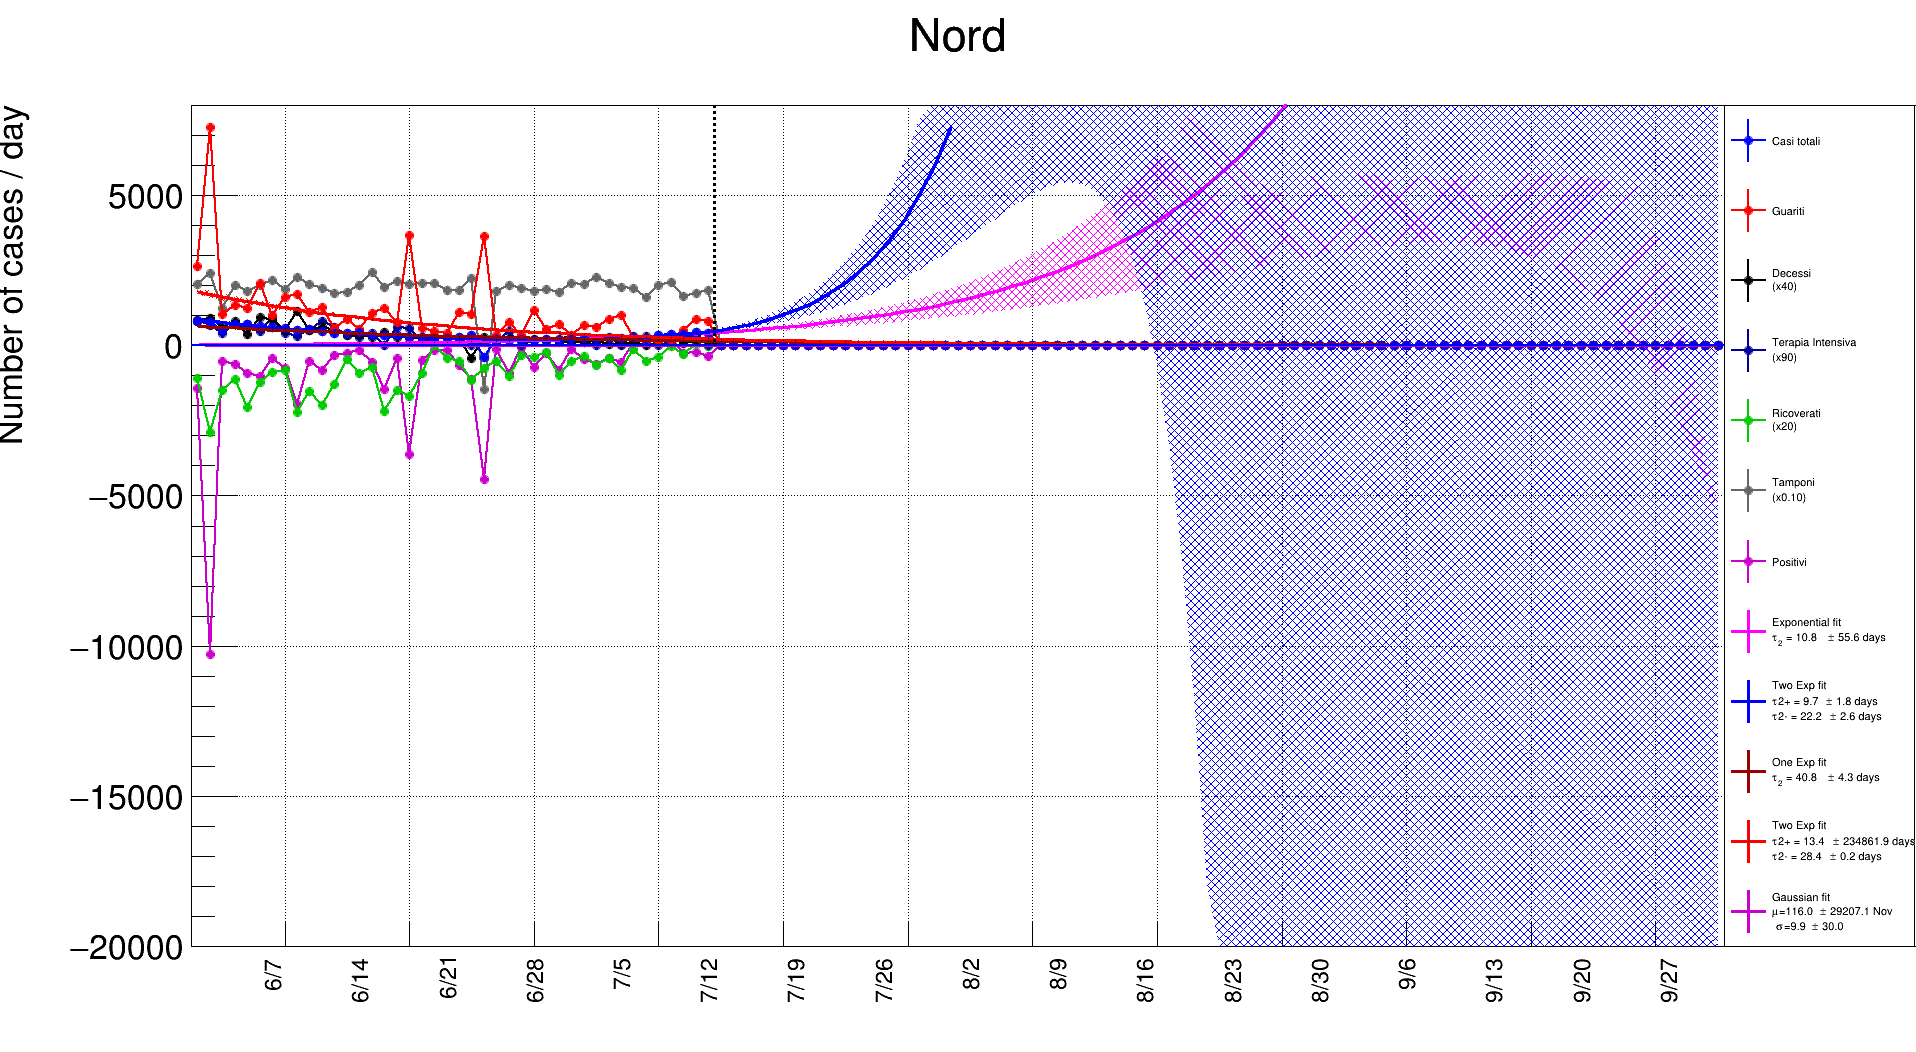 Nord
Number of cases / day
5000
0
−5000
−10000
−15000
−20000
6/7
6/14
6/21
6/28
7/5
7/12
7/19
7/26
8/2
8/9
8/16
8/23
8/30
9/6
9/13
9/20
9/27
Casi totali
Guariti
Decessi
(x40)
Terapia Intensiva
(x90)
Ricoverati
(x20)
Tamponi
(x0.10)
Positivi
Exponential fit
τ2 = 10.8 ± 55.6 days
Two Exp fit
τ2+ = 9.7 ± 1.8 days
τ2- = 22.2 ± 2.6 days
One Exp fit
τ2 = 40.8 ± 4.3 days
Two Exp fit
τ2+ = 13.4 ± 234861.9 days
τ2- = 28.4 ± 0.2 days
Gaussian fit
μ=116.0 ± 29207.1 Nov
σ=9.9 ± 30.0